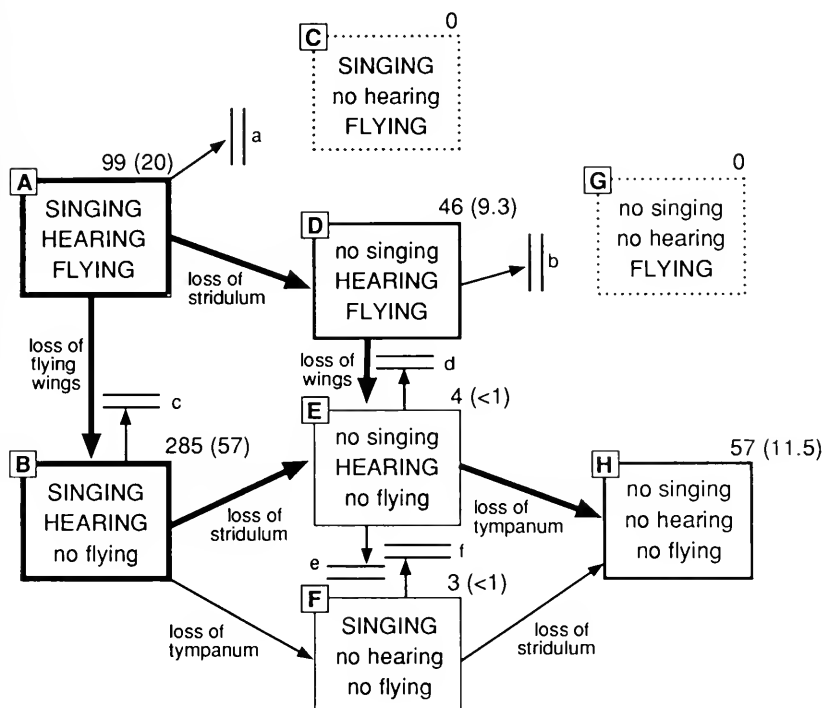 0
C
SINGING
no hearing
FLYING
a
99 (20)
A
SINGING
HEARING
FLYING
loss of
stridulum
46 (9.3)
D
no singing
HEARING
FLYING
b
0
G
no singing
no hearing
FLYING
loss of
flying
wings
c
loss of
wings
d
285 (57)
B
SINGING
HEARING
no flying
loss of
stridulum
4 (<1)
E
no singing
HEARING
no flying
loss of
tympanum
57 (11.5)
H
no singing
no hearing
no flying
e
f
loss of
tympanum
3 (<1)
F
SINGING
no hearing
no flying
loss of
stridulum